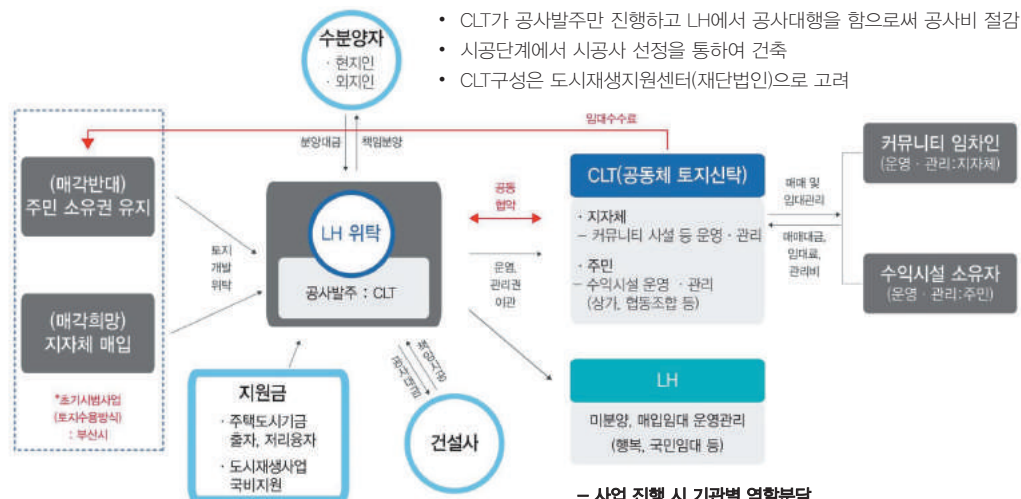 • CLT가 공사발주만 진행하고 LH에서 공사대행을 함으로써 공사비 절감
• 시공단계에서 시공사 선정을 통하여 건축
• CLT구성은 도시재생지원센터(재단법인)으로 고려
수분양자
· 현지인
· 외지인
분양대금
책임분양
임대수수료
(매각반대)
주민 소유권 유지
(매각희망)
지자체 매입
*초기시범사업
(토지수용방식)
: 부산시
토지
개발
위탁
LH 위탁
공사발주 : CLT
공동
협약
운영,
관리권
이관
CLT(공동체 토지신탁)
· 지자체
– 커뮤니티 시설 등 운영 · 관리
· 주민
– 수익시설 운영 · 관리
(상가, 협동조합 등)
매매 및
임대관리
매매대금,
임대료,
관리비
커뮤니티 임차인
(운영 · 관리:지자체)
수익시설 소유자
(운영 · 관리:주민)
지원금
· 주택도시기금
출자, 저리융자
· 도시재생사업
국비지원
책임시공
공사대금
건설사
LH
미분양, 매입임대 운영관리
(행복, 국민임대 등)
– 사업 진행 시 기관별 역할분담